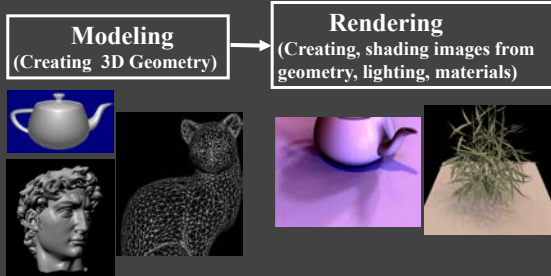 Modeling
(Creating 3D Geometry)
Rendering
(Creating, shading images from
geometry, lighting, materials)